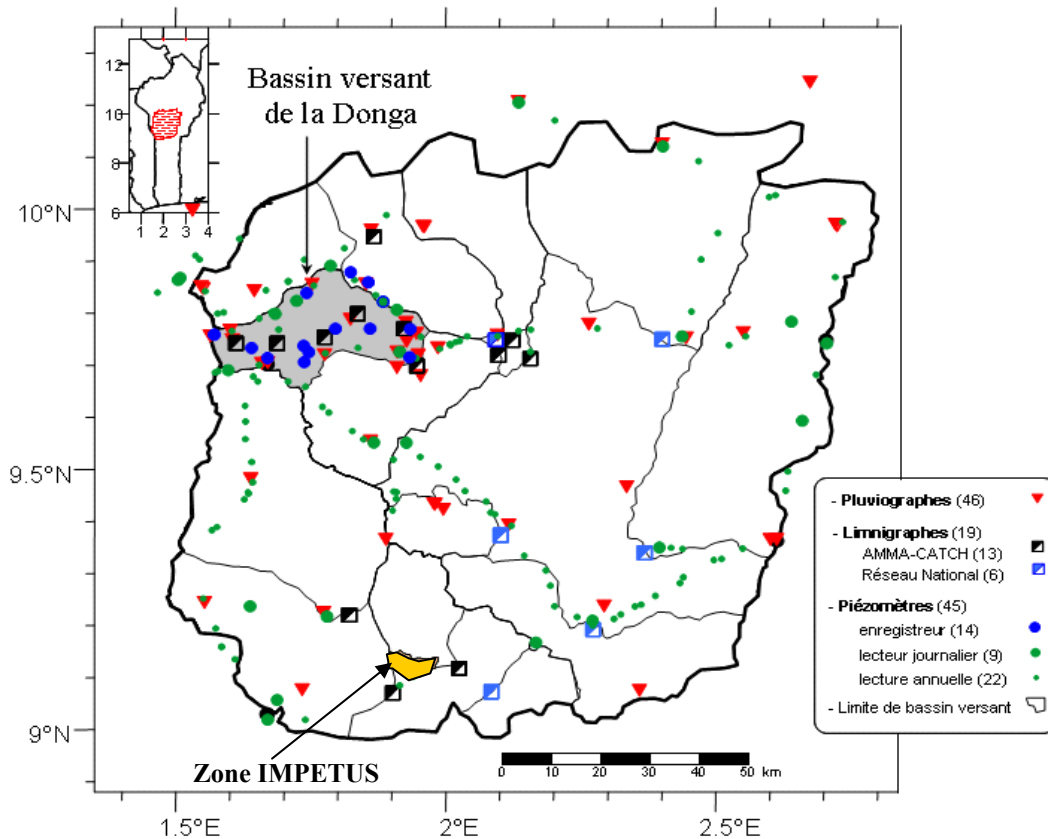 12
10
8
6
1 2 3 4
Bassin versant
de la Donga
10°N
9.5°N
9°N
1.5°E
2°E
2.5°E
Zone IMPETUS
0 10 20 30 40 50
km
- Pluviographes (46)
- Limnigraphes (19)
AMMA-CATCH (13)
Réseau National (6)
- Piézomètres (45)
enregistreur (14)
lecteur journalier (9)
lecture annuelle (22)
- Limite de bassin versant